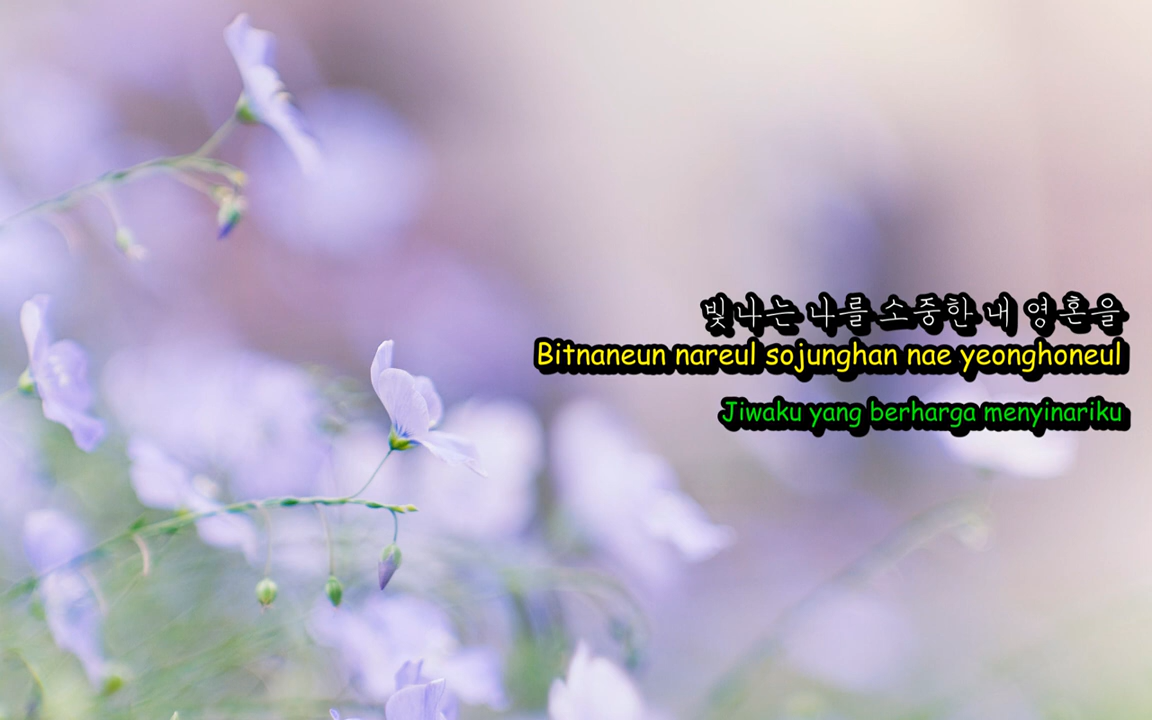 빛나는 나를 소중한 내 영혼을
Bitnaneun nareul sojunghan nae yeonghoneul
Jiwaku yang berharga menyinariku